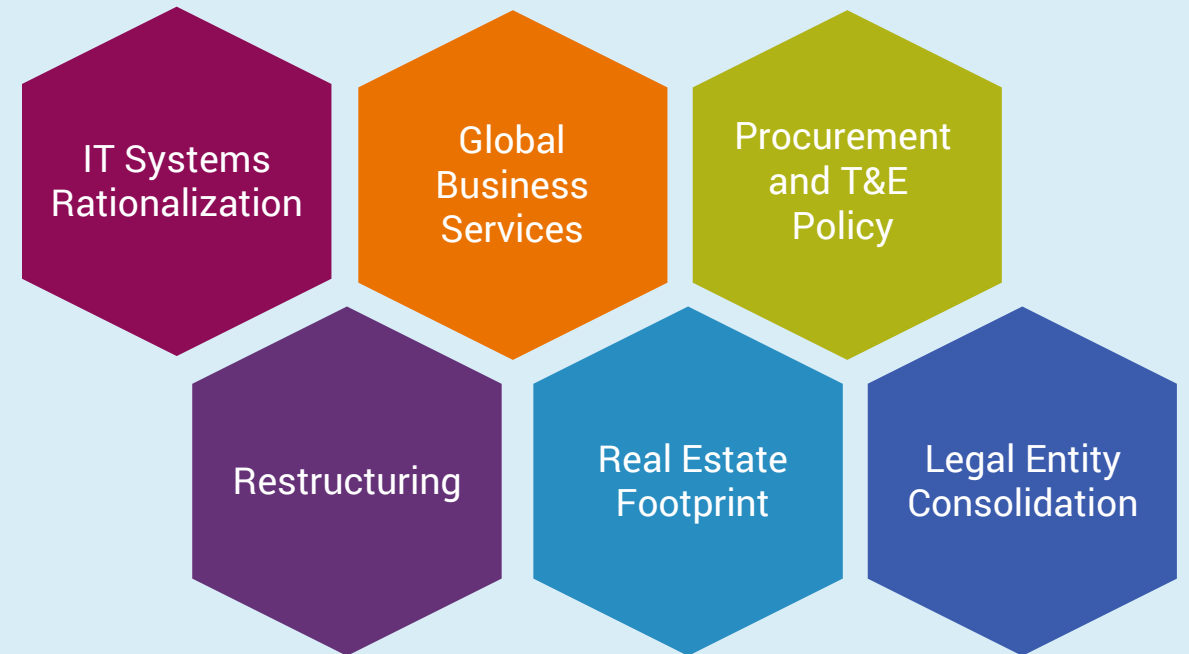 IT Systems
Rationalization
Global
Business
Services
Procurement
and T&E
Policy
Restructuring
Real Estate
Footprint
Legal Entity
Consolidation